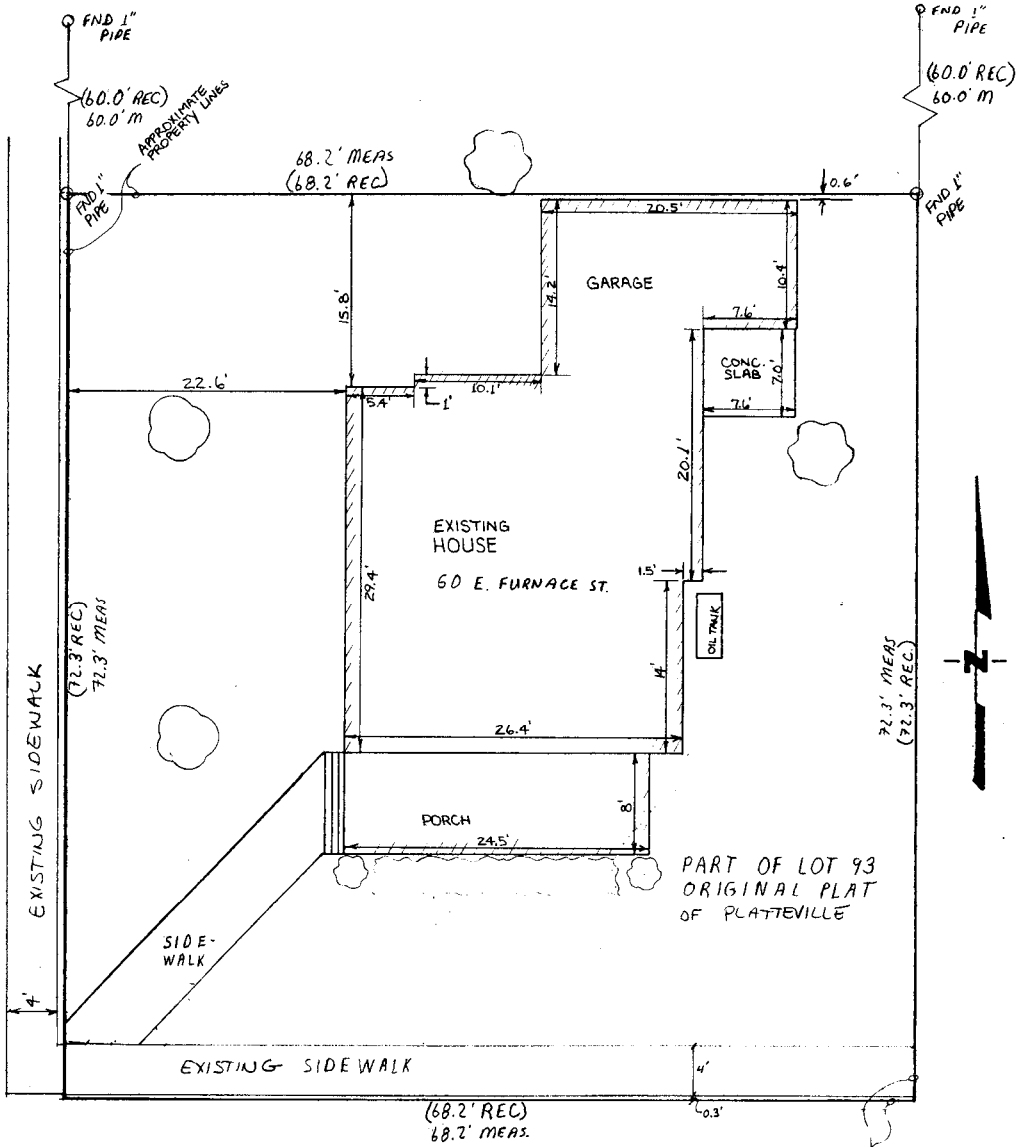 FND 1"
PIPE
FND 1"
PIPE
(60.0' REC)
60.0' M
(60.0' REC)
60.0' M
APPROXIMATE
PROPERTY LINES
68.2' MEAS
(68.2' REC)
0.6'
FND 1"
PIPE
FND 1"
PIPE
20.5'
GARAGE
14.2'
10.4'
15.8'
7.6'
CONC.
SLAB
7.0'
7.6'
22.6'
10.1'
5.4'
1'
20.1'
EXISTING
HOUSE
60 E. FURNACE ST.
1.5'
29.4'
OIL TANK
14'
(72.3' REC)
72.3' MEAS
72.3' MEAS
(72.3' REC.)
N
EXISTING SIDEWALK
26.4'
PORCH
8'
24.5'
PART OF LOT 93
ORIGINAL PLAT
OF PLATTEVILLE
SIDE-
WALK
4'
EXISTING SIDEWALK
4'
0.3'
(68.2' REC)
68.2' MEAS.